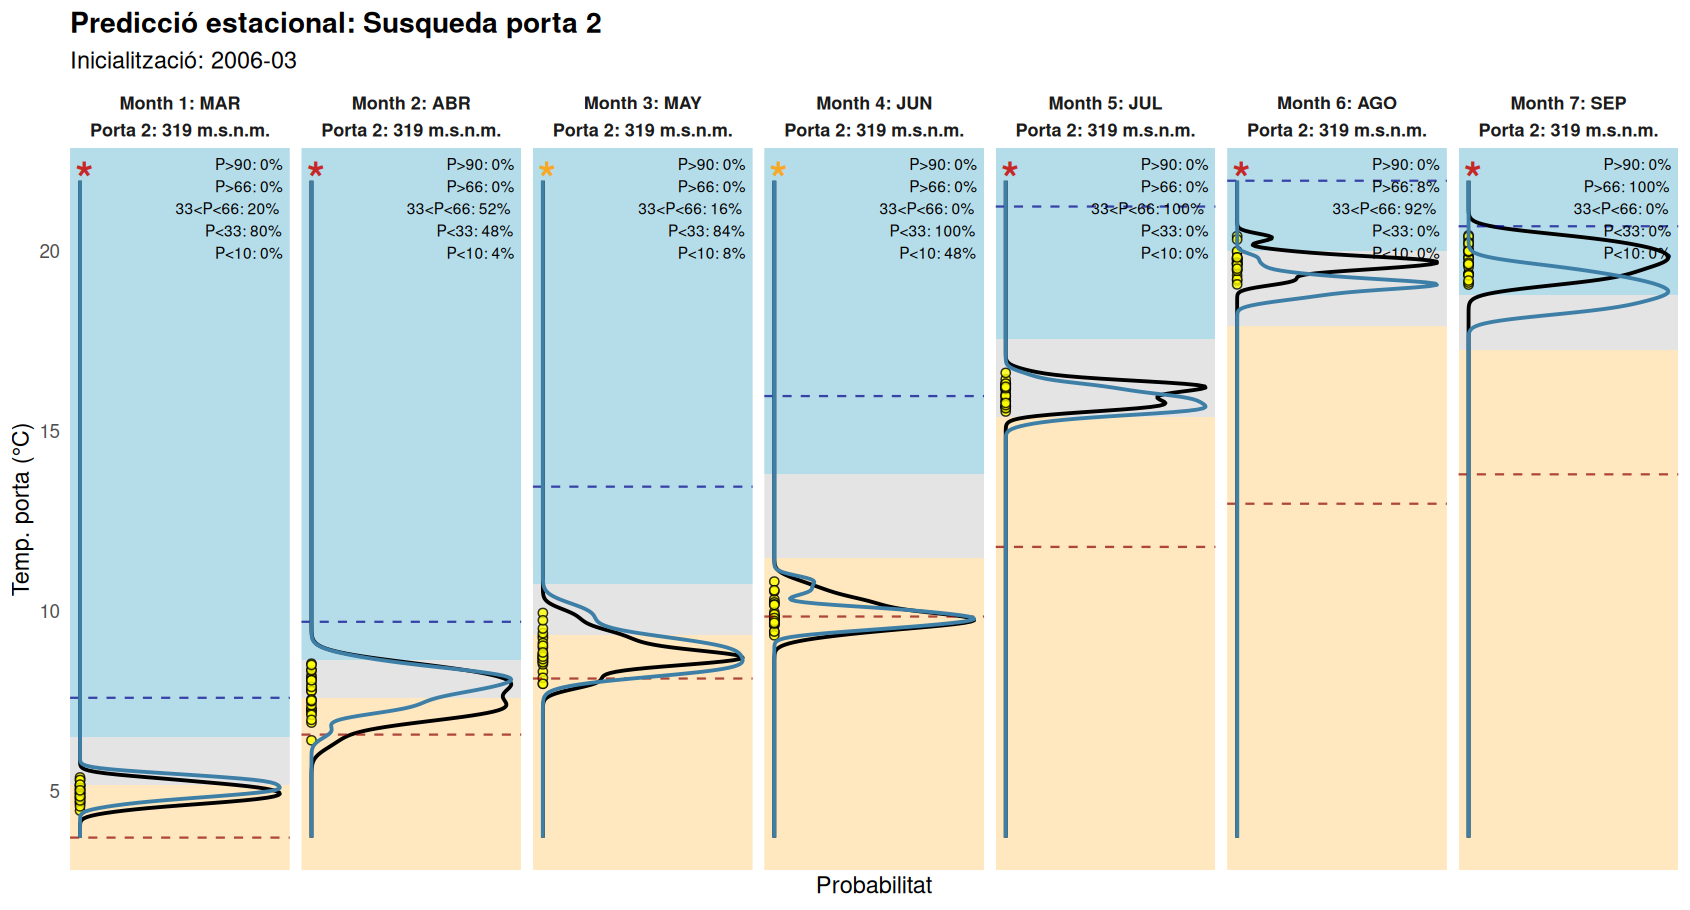 Predicció estacional: Susqueda porta 2
Inicialització: 2006-03
Month 1: MAR
Porta 2: 319 m.s.n.m.
Month 2: ABR
Porta 2: 319 m.s.n.m.
Month 3: MAY
Porta 2: 319 m.s.n.m.
Month 4: JUN
Porta 2: 319 m.s.n.m.
Month 5: JUL
Porta 2: 319 m.s.n.m.
Month 6: AGO
Porta 2: 319 m.s.n.m.
Month 7: SEP
Porta 2: 319 m.s.n.m.
*
P>90: 0%
P>66: 0%
33<P<66: 20%
P<33: 80%
P<10: 0%
*
P>90: 0%
P>66: 0%
33<P<66: 52%
P<33: 48%
P<10: 4%
*
P>90: 0%
P>66: 0%
33<P<66: 16%
P<33: 84%
P<10: 8%
*
P>90: 0%
P>66: 0%
33<P<66: 0%
P<33: 100%
P<10: 48%
*
P>90: 0%
P>66: 0%
33<P<66: 100%
P<33: 0%
P<10: 0%
*
P>90: 0%
P>66: 8%
33<P<66: 92%
P<33: 0%
P<10: 0%
*
P>90: 0%
P>66: 100%
33<P<66: 0%
P<33: 0%
P<10: 0%
Temp. porta (°C)
20
15
10
5
Probabilitat